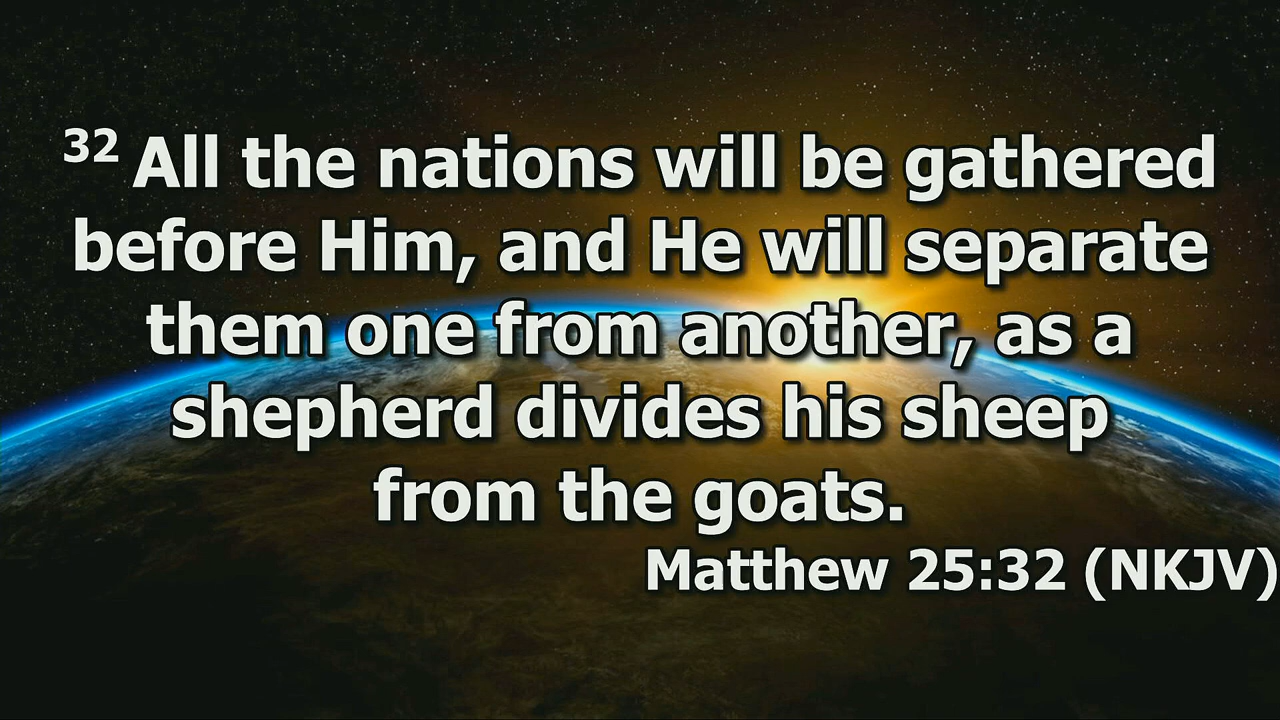 32 All the nations will be gathered
before Him, and He will separate
them one from another, as a
shepherd divides his sheep
from the goats.
Matthew 25:32 (NKJV)